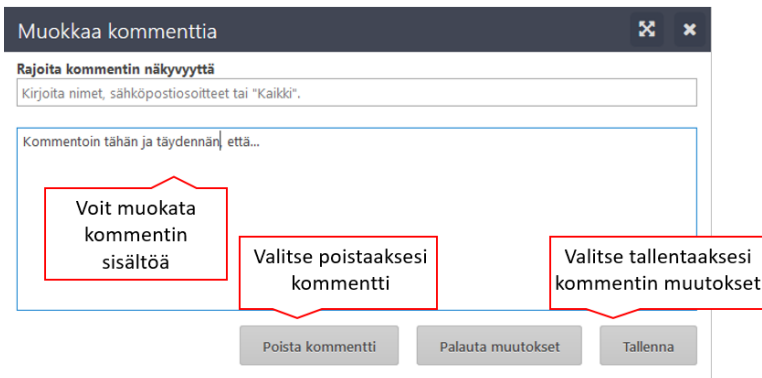 Muokkaa kommenttia
Rajoita kommentin näkyvyyttä
Kirjoita nimet, sähköpostiosoitteet tai "Kaikki".
Kommentoin tähän ja täydennän, että...
Voit muokata
kommentin
sisältöä
Valitse poistaaksesi
kommentti
Valitse tallentaaksesi
kommentin muutokset
Poista kommentti
Palauta muutokset
Tallenna